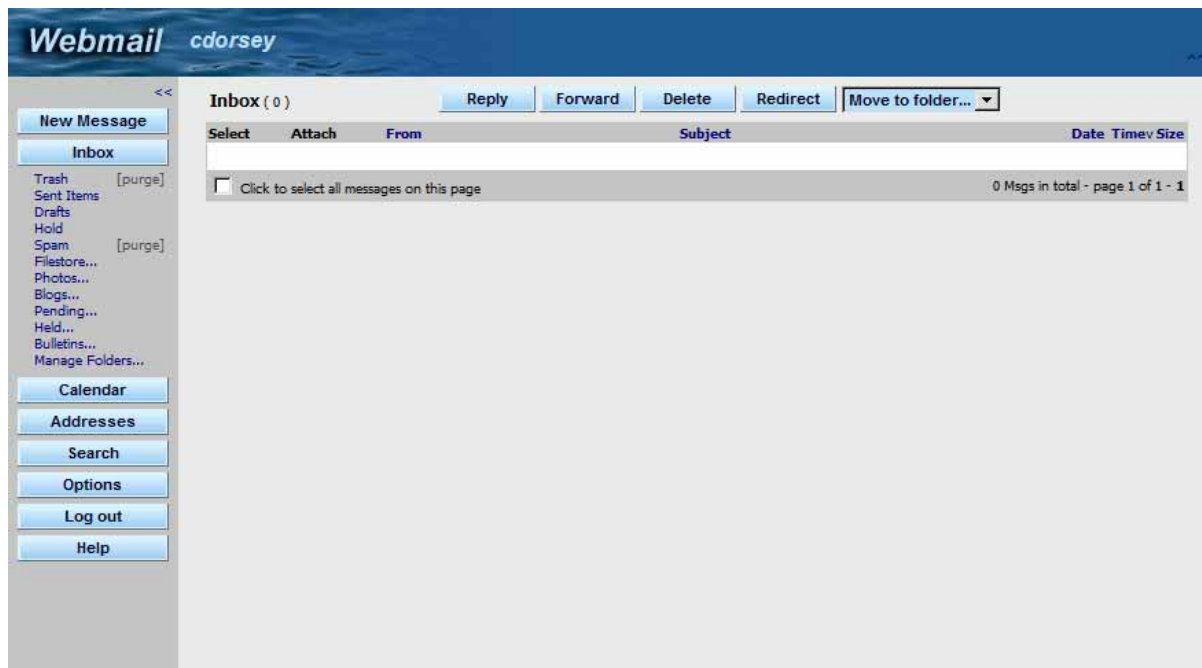 Webmail cdorsey
^^
<<
New Message
Inbox
Trash [purge]
Sent Items
Drafts
Hold
Spam [purge]
Filestore...
Photos...
Blogs...
Pending...
Held...
Bulletins...
Manage Folders...
Calendar
Addresses
Search
Options
Log out
Help
Inbox ( 0 ) Reply Forward Delete Redirect Move to folder...
Select Attach From Subject Date Timev Size
Click to select all messages on this page 0 Msgs in total - page 1 of 1 - 1